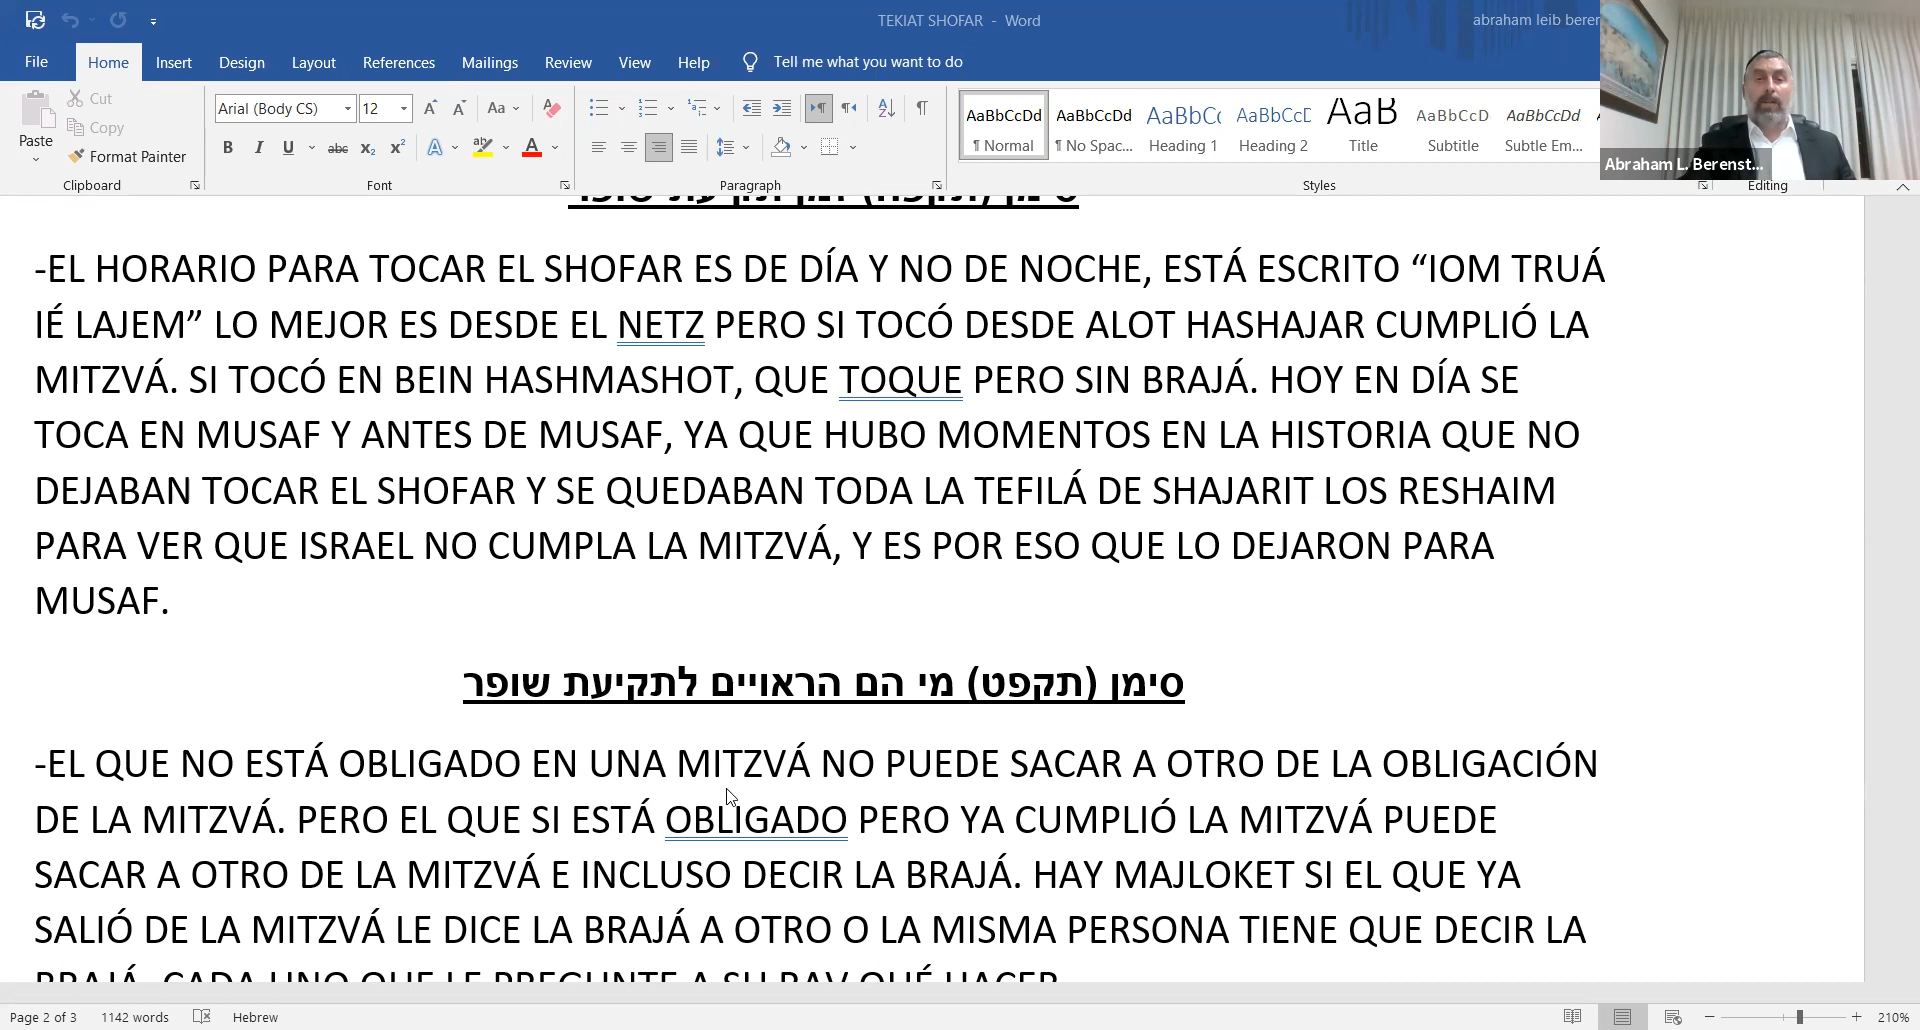 TEKIAT SHOFAR - Word
abraham leib beren
File Home Insert Design Layout References Mailings Review View Help Tell me what you want to do
Paste
Cut
Copy
Format Painter
Clipboard
Arial (Body CS) 12
Font
Paragraph
AaBbCcDd AaBbCcDd AaBbCc AaBbCcD AaB AaBbCcD AaBbCcDd
¶ Normal ¶ No Spac... Heading 1 Heading 2 Title Subtitle Subtle Em...
Styles
Editing
Abraham L. Berenst...
-EL HORARIO PARA TOCAR EL SHOFAR ES DE DÍA Y NO DE NOCHE, ESTÁ ESCRITO “IOM TRUÁ
IÉ LAJEM” LO MEJOR ES DESDE EL NETZ PERO SI TOCÓ DESDE ALOT HASHAJAR CUMPLIÓ LA
MITZVÁ. SI TOCÓ EN BEIN HASHMASHOT, QUE TOQUE PERO SIN BRAJÁ. HOY EN DÍA SE
TOCA EN MUSAF Y ANTES DE MUSAF, YA QUE HUBO MOMENTOS EN LA HISTORIA QUE NO
DEJABAN TOCAR EL SHOFAR Y SE QUEDABAN TODA LA TEFILÁ DE SHAJARIT LOS RESHAIM
PARA VER QUE ISRAEL NO CUMPLA LA MITZVÁ, Y ES POR ESO QUE LO DEJARON PARA
MUSAF.
סימן (תקפט) מי הם הראויים לתקיעת שופר
-EL QUE NO ESTÁ OBLIGADO EN UNA MITZVÁ NO PUEDE SACAR A OTRO DE LA OBLIGACIÓN
DE LA MITZVÁ. PERO EL QUE SI ESTÁ OBLIGADO PERO YA CUMPLIÓ LA MITZVÁ PUEDE
SACAR A OTRO DE LA MITZVÁ E INCLUSO DECIR LA BRAJÁ. HAY MAJLOKET SI EL QUE YA
SALIÓ DE LA MITZVÁ LE DICE LA BRAJÁ A OTRO O LA MISMA PERSONA TIENE QUE DECIR LA
BRAJÁ. CADA UNO QUE LE PREGUNTE A SU RAV QUÉ HACER
Page 2 of 3 1142 words Hebrew 210%